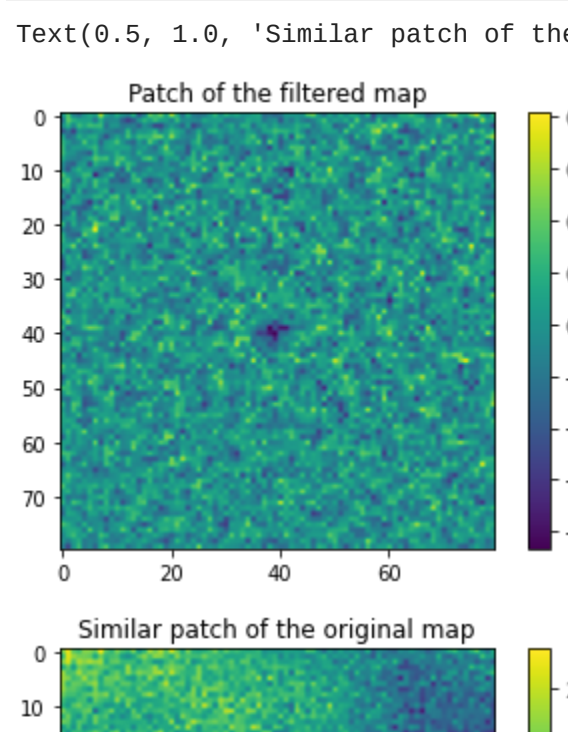 Text(0.5, 1.0, 'Similar patch of the
Patch of the filtered map
0
10
20
30
40
50
60
70
0 20 40 60
Similar patch of the original map
0
10